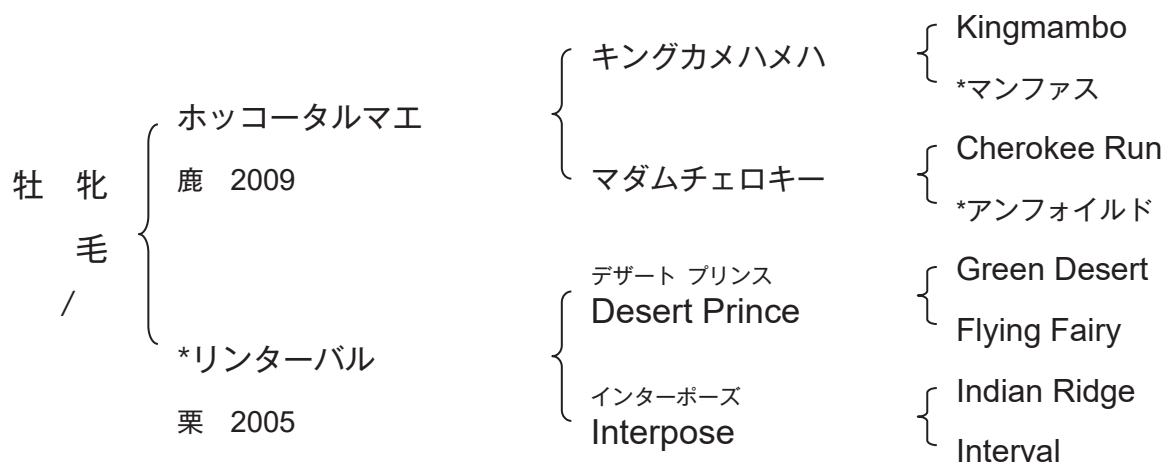 牡　牝
毛
/
ホッコータルマエ
鹿　2009
*リンターバル
栗　2005
キングカメハメハ
マダムチェロキー
デザート プリンス
Desert Prince
インターポーズ
Interpose
Kingmambo
*マンファス
Cherokee Run
*アンフォイルド
Green Desert
Flying Fairy
Indian Ridge
Interval